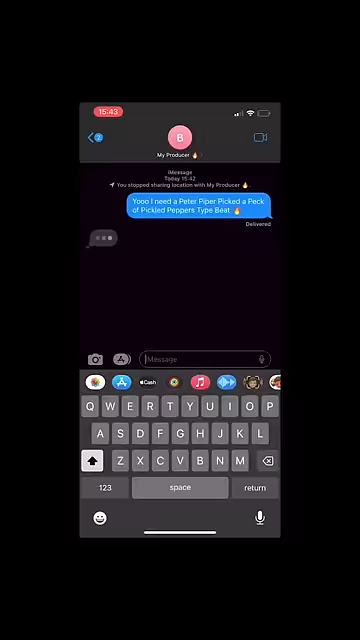 15:43
2
B
My Producer 🔥
iMessage
Today 15:42
You stopped sharing location with My Producer 🔥.
Yooo I need a Peter Piper Picked a Peck
of Pickled Peppers Type Beat 🔥
Delivered
iMessage
Cash
Q W E R T Y U I O P
A S D F G H J K L
Z X C V B N M
123 space return